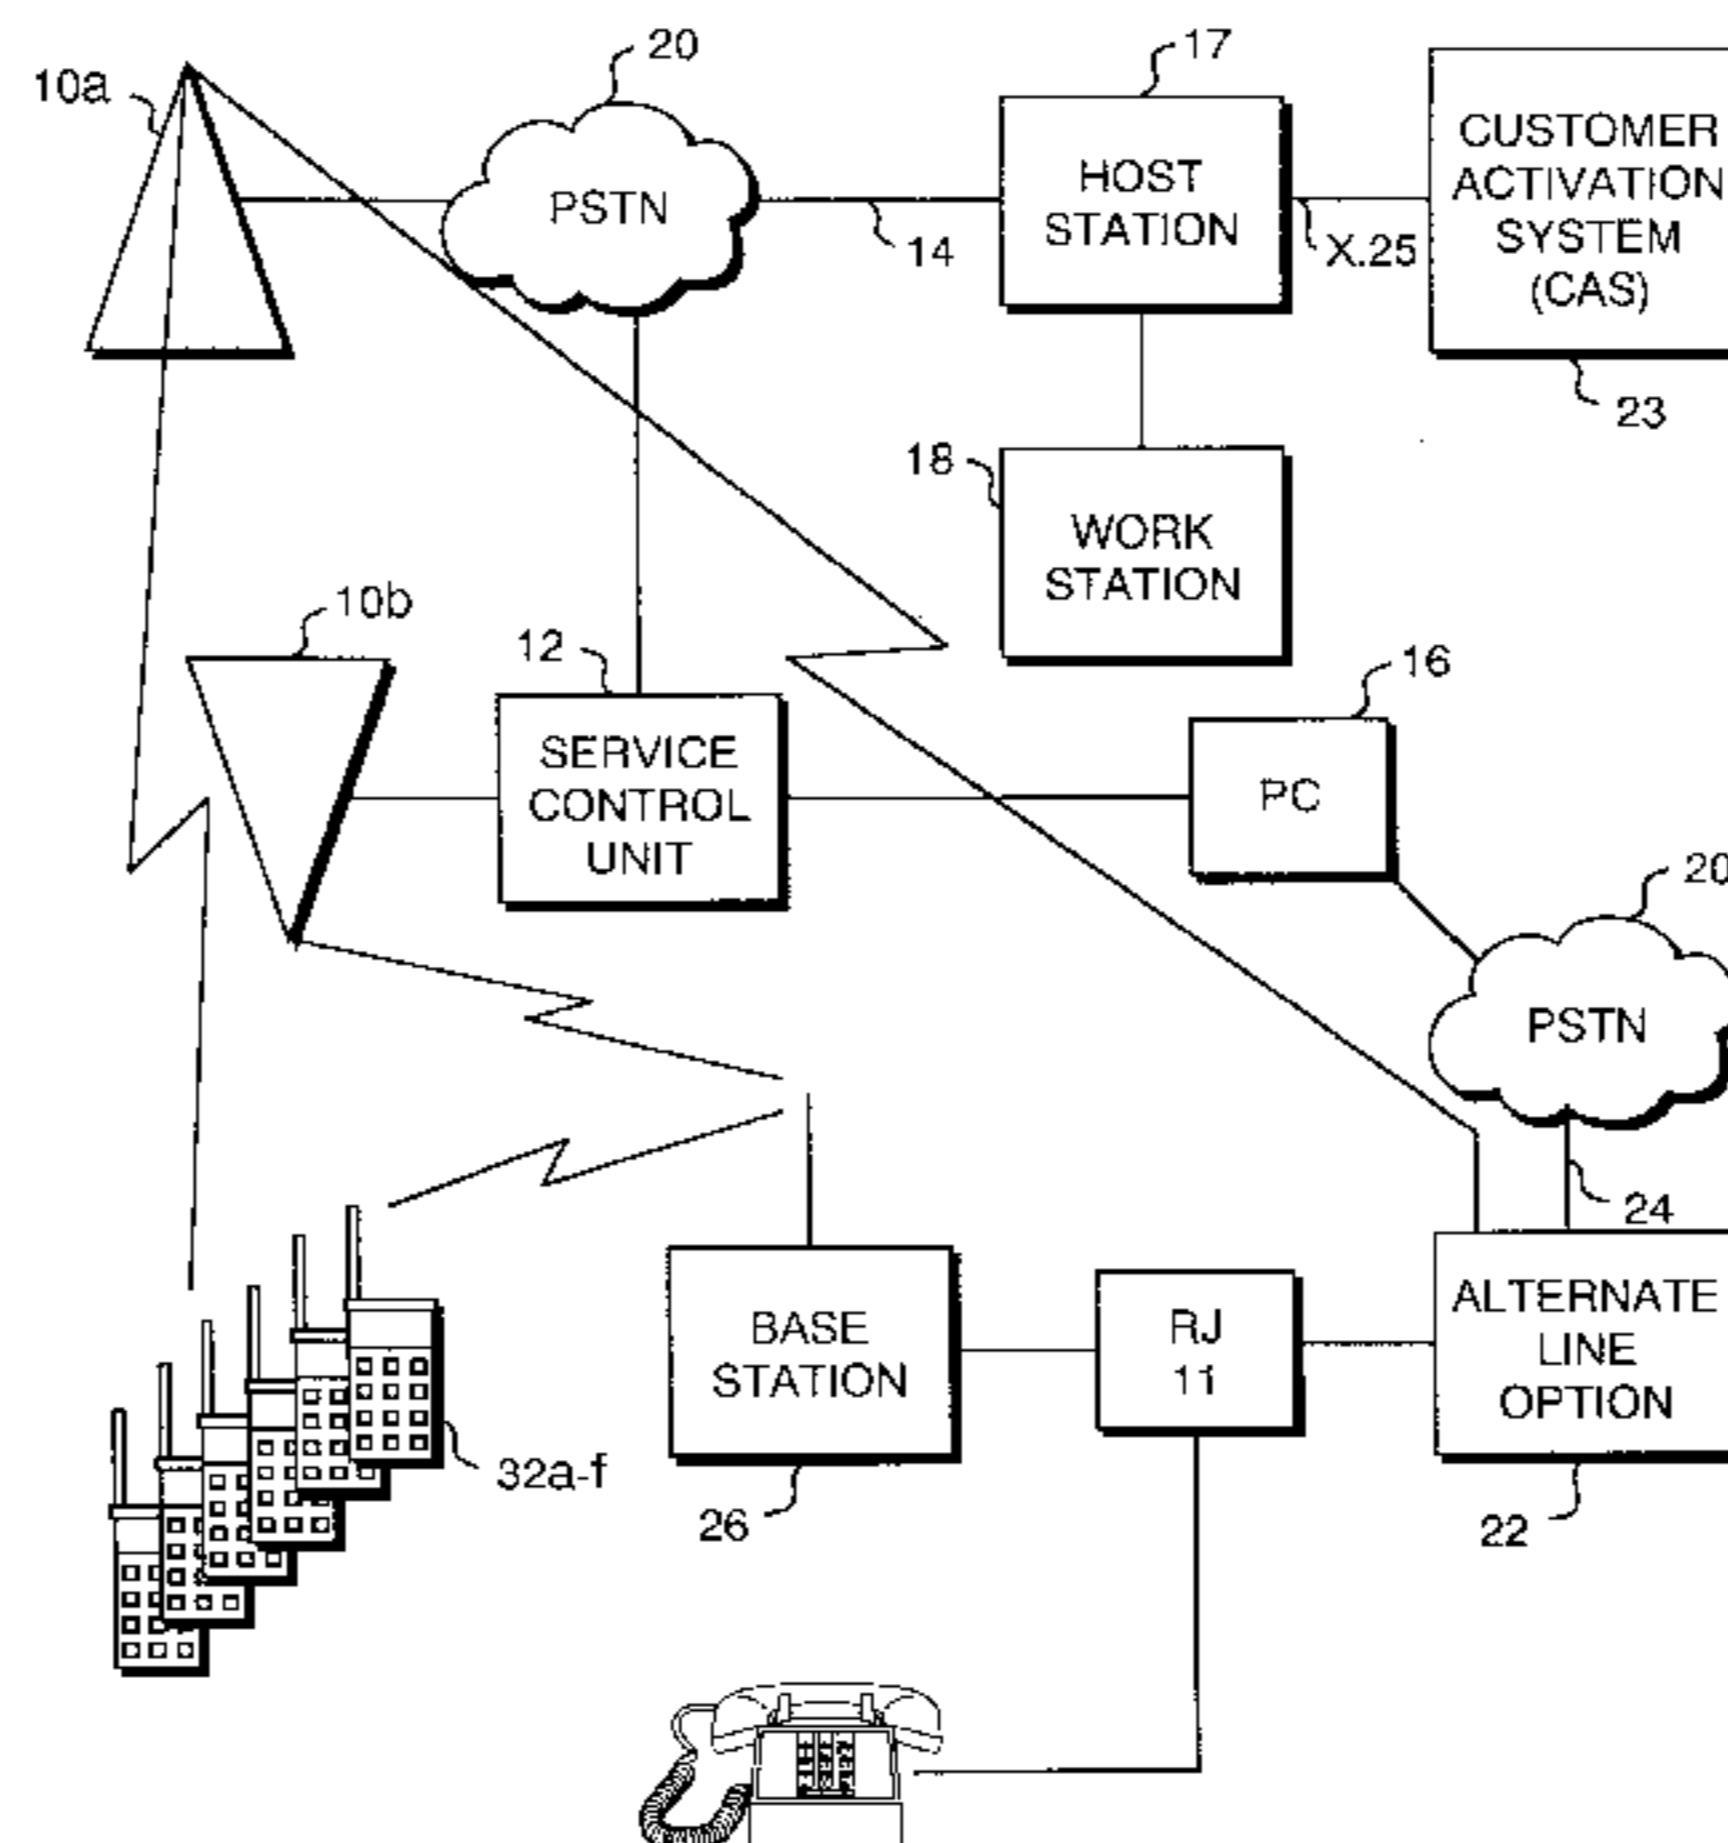 20
17
10a
CUSTOMER
ACTIVATION
SYSTEM
(CAS)
HOST
STATION
PSTN
14
X.25
23
18
WORK
STATION
10b
12
16
SERVICE
CONTROL
UNIT
PC
20
PSTN
24
ALTERNATE
LINE
OPTION
BASE
STATION
RJ
11
32a-f
26
22